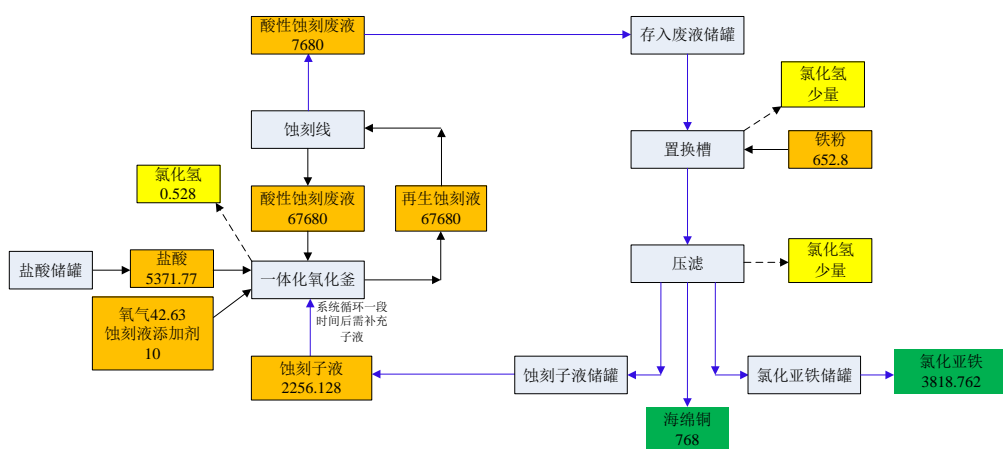 酸性蚀刻废液
7680
存入废液储罐
氯化氢
少量
蚀刻线
置换槽
铁粉
652.8
氯化氢
0.528
酸性蚀刻废液
67680
再生蚀刻液
67680
盐酸储罐
盐酸
5371.77
一体化氧化釜
压滤
氯化氢
少量
氧气42.63
蚀刻液添加剂
10
系统循环一段
时间后需补充
子液
蚀刻子液
2256.128
蚀刻子液储罐
氯化亚铁储罐
氯化亚铁
3818.762
海绵铜
768